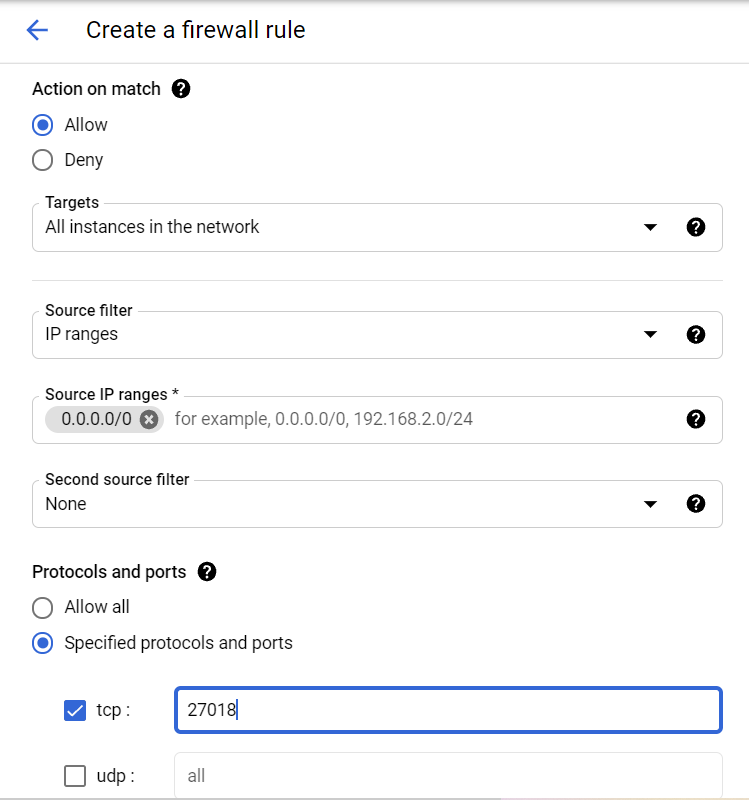 Create a firewall rule
Action on match ?
Allow
Deny
Targets
All instances in the network ?
Source filter
IP ranges ?
Source IP ranges *
0.0.0.0/0 for example, 0.0.0.0/0, 192.168.2.0/24 ?
Second source filter
None ?
Protocols and ports ?
Allow all
Specified protocols and ports
tcp : 27018
udp : all